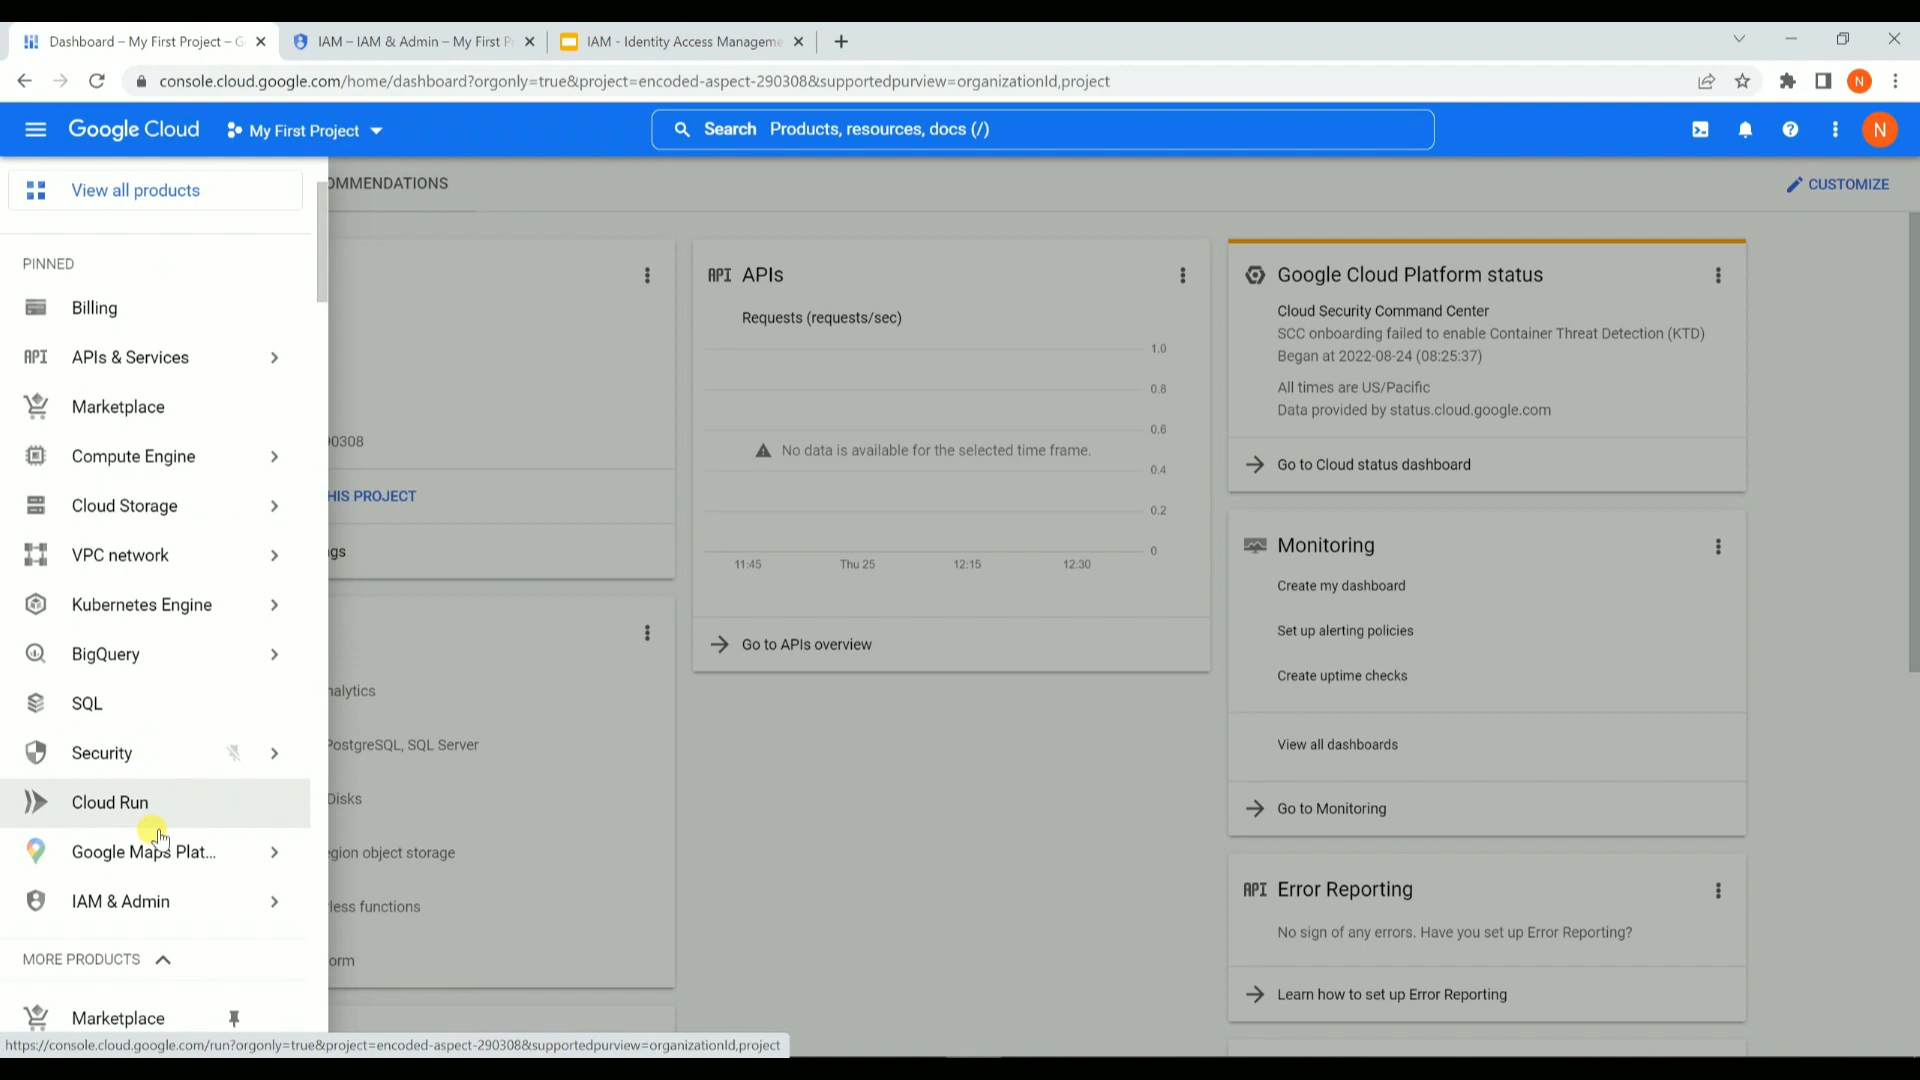 Dashboard – My First Project – G
IAM – IAM & Admin – My First P
IAM - Identity Access Manageme
console.cloud.google.com/home/dashboard?orgonly=true&project=encoded-aspect-290308&supportedpurview=organizationId,project
N
Google Cloud
My First Project
Search Products, resources, docs (/)
N
View all products
OMMENDATIONS
CUSTOMIZE
PINNED
Billing
API APIs & Services
Marketplace
Compute Engine
Cloud Storage
VPC network
Kubernetes Engine
BigQuery
SQL
Security
Cloud Run
Google Maps Plat...
IAM & Admin
MORE PRODUCTS
Marketplace
https://console.cloud.google.com/run?orgonly=true&project=encoded-aspect-290308&supportedpurview=organizationId,project
0308
HIS PROJECT
gs
nalytics
PostgreSQL, SQL Server
Disks
egion object storage
less functions
orm
API APIs
Requests (requests/sec)
1.0
0.8
0.6
No data is available for the selected time frame.
0.4
0.2
0
11:45
Thu 25
12:15
12:30
Go to APIs overview
Google Cloud Platform status
Cloud Security Command Center
SCC onboarding failed to enable Container Threat Detection (KTD)
Began at 2022-08-24 (08:25:37)
All times are US/Pacific
Data provided by status.cloud.google.com
Go to Cloud status dashboard
Monitoring
Create my dashboard
Set up alerting policies
Create uptime checks
View all dashboards
Go to Monitoring
API Error Reporting
No sign of any errors. Have you set up Error Reporting?
Learn how to set up Error Reporting